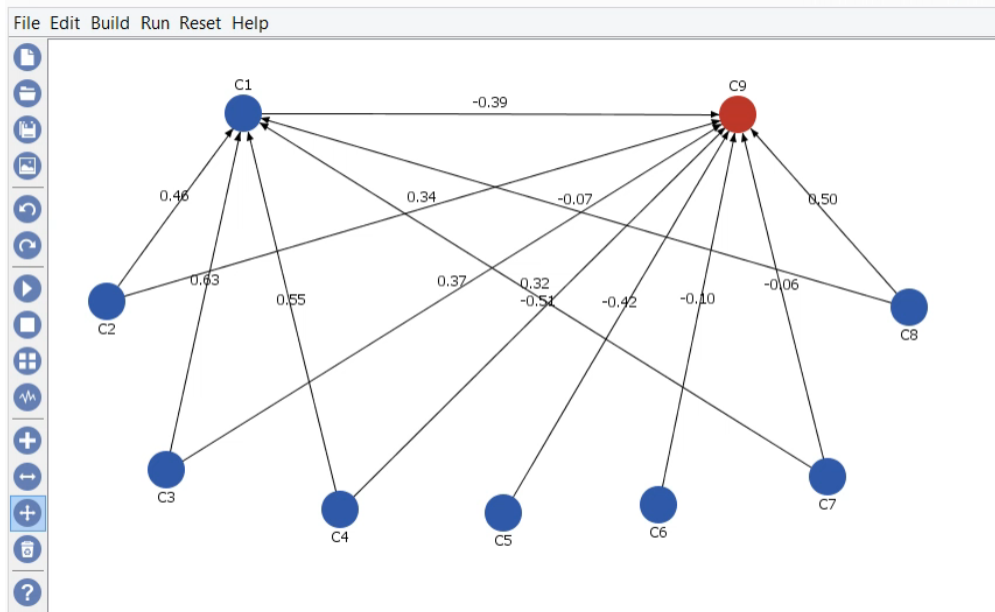 File Edit Build Run Reset Help
C1
C9
-0.39
0.46
0.34
-0.07
0.50
0.63
0.55
0.37
0.32
-0.51
-0.42
-0.10
-0.06
C2
C8
C3
C4
C5
C6
C7
?